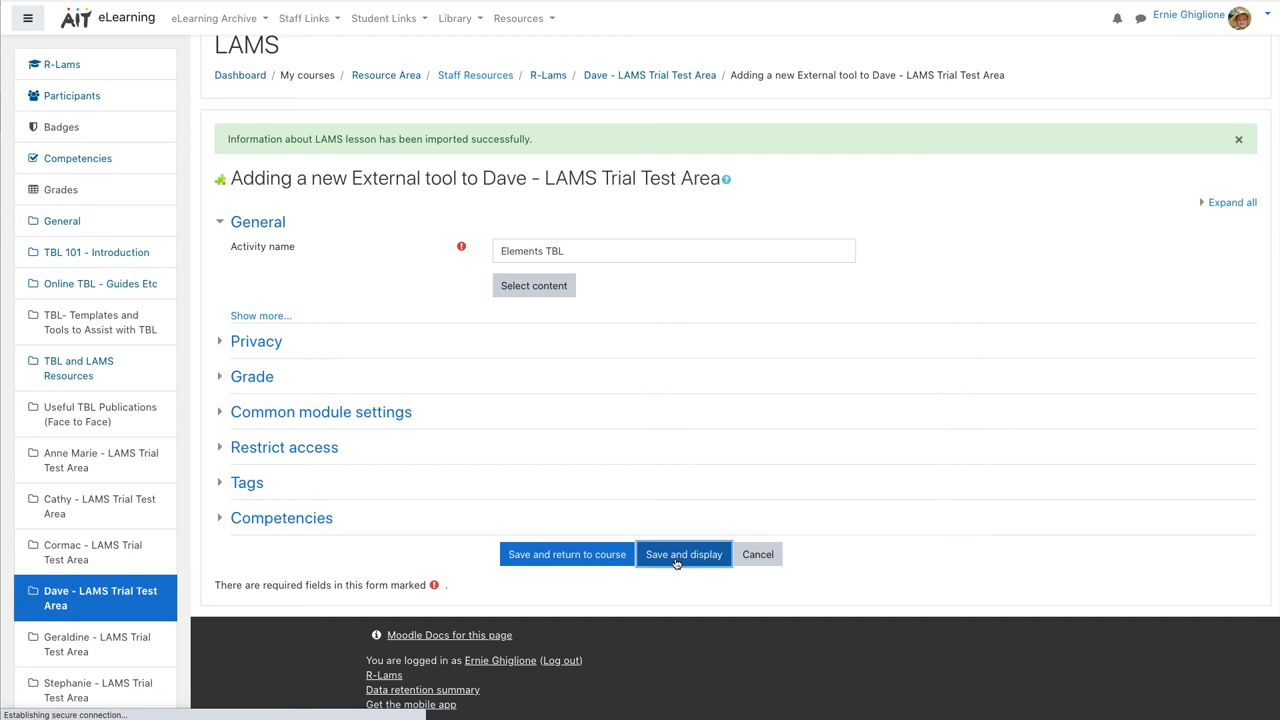 AIT eLearning
eLearning Archive
Staff Links
Student Links
Library
Resources
Ernie Ghiglione
R-Lams
Participants
Badges
Competencies
Grades
General
TBL 101 - Introduction
Online TBL - Guides Etc
TBL- Templates and
Tools to Assist with TBL
TBL and LAMS
Resources
Useful TBL Publications
(Face to Face)
Anne Marie - LAMS Trial
Test Area
Cathy - LAMS Trial Test
Area
Cormac - LAMS Trial
Test Area
Dave - LAMS Trial Test
Area
Geraldine - LAMS Trial
Test Area
Stephanie - LAMS Trial
Test Area
LAMS
Dashboard / My courses / Resource Area / Staff Resources / R-Lams / Dave - LAMS Trial Test Area / Adding a new External tool to Dave - LAMS Trial Test Area
Information about LAMS lesson has been imported successfully. ×
Adding a new External tool to Dave - LAMS Trial Test Area
Expand all
General
Activity name
Elements TBL
Select content
Show more...
Privacy
Grade
Common module settings
Restrict access
Tags
Competencies
Save and return to course
Save and display
Cancel
There are required fields in this form marked .
Moodle Docs for this page
You are logged in as Ernie Ghiglione (Log out)
R-Lams
Data retention summary
Get the mobile app
Establishing secure connection...